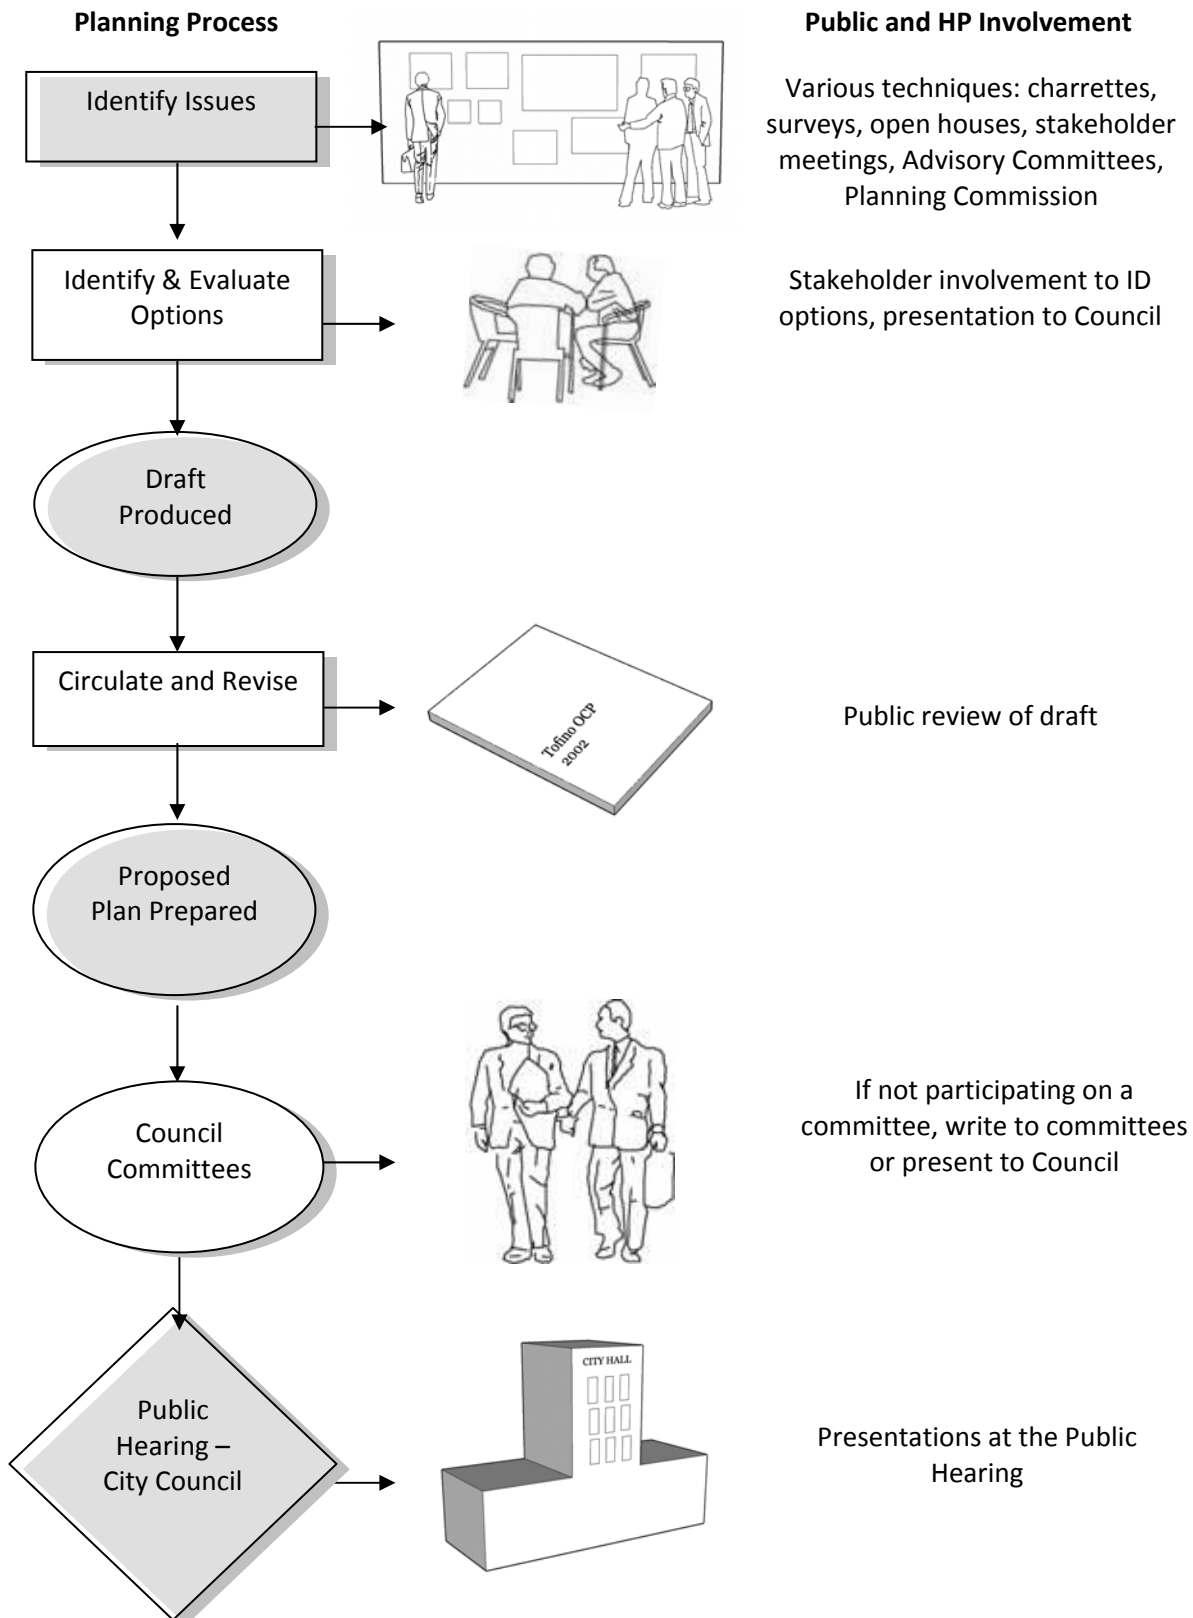 Planning Process
Public and HP Involvement
Identify Issues
Various techniques: charrettes,
surveys, open houses, stakeholder
meetings, Advisory Committees,
Planning Commission
Identify & Evaluate
Options
Stakeholder involvement to ID
options, presentation to Council
Draft
Produced
Circulate and Revise
Tofino OCP
2002
Public review of draft
Proposed
Plan Prepared
Council
Committees
If not participating on a
committee, write to committees
or present to Council
Public
Hearing –
City Council
CITY HALL
Presentations at the Public
Hearing